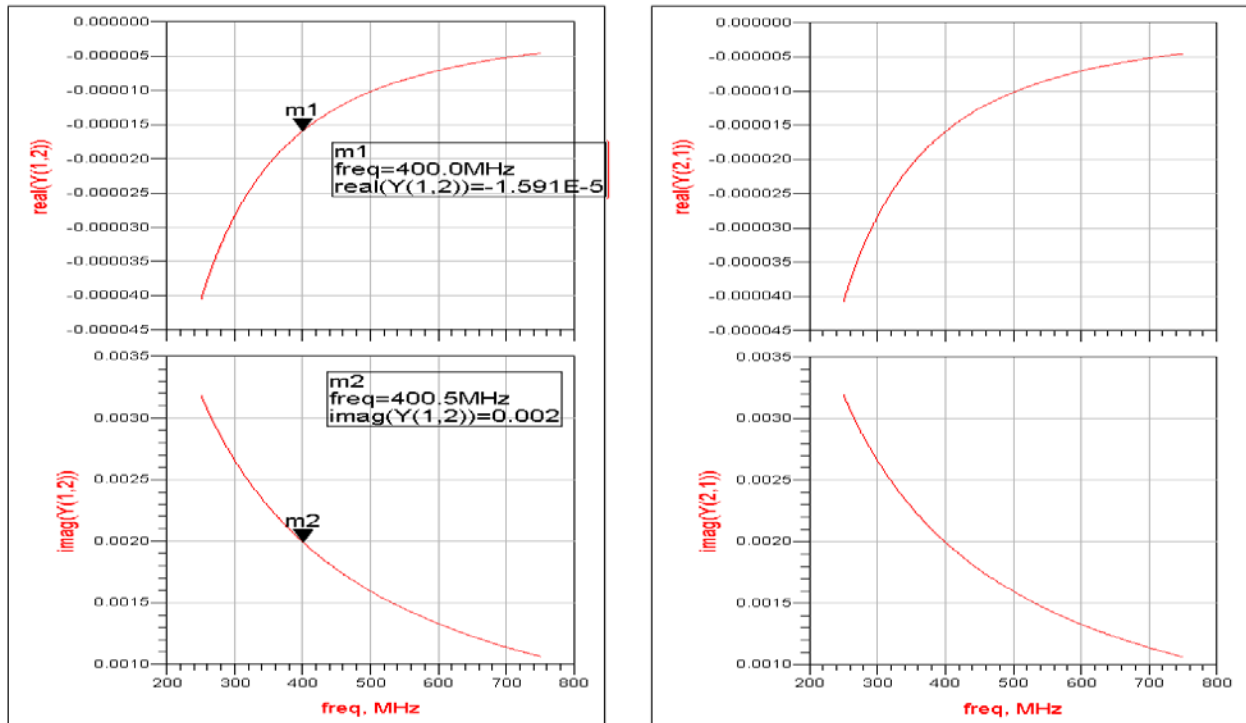 real(Y(1,2))
0.000000
-0.000005
-0.000010
-0.000015
-0.000020
-0.000025
-0.000030
-0.000035
-0.000040
-0.000045
m1
m1
freq=400.0MHz
real(Y(1,2))=-1.591E-5
imag(Y(1,2))
0.0035
0.0030
0.0025
0.0020
0.0015
0.0010
m2
freq=400.5MHz
imag(Y(1,2))=0.002
m2
200 300 400 500 600 700 800
freq, MHz
real(Y(2,1))
0.000000
-0.000005
-0.000010
-0.000015
-0.000020
-0.000025
-0.000030
-0.000035
-0.000040
-0.000045
imag(Y(2,1))
0.0035
0.0030
0.0025
0.0020
0.0015
0.0010
200 300 400 500 600 700 800
freq, MHz